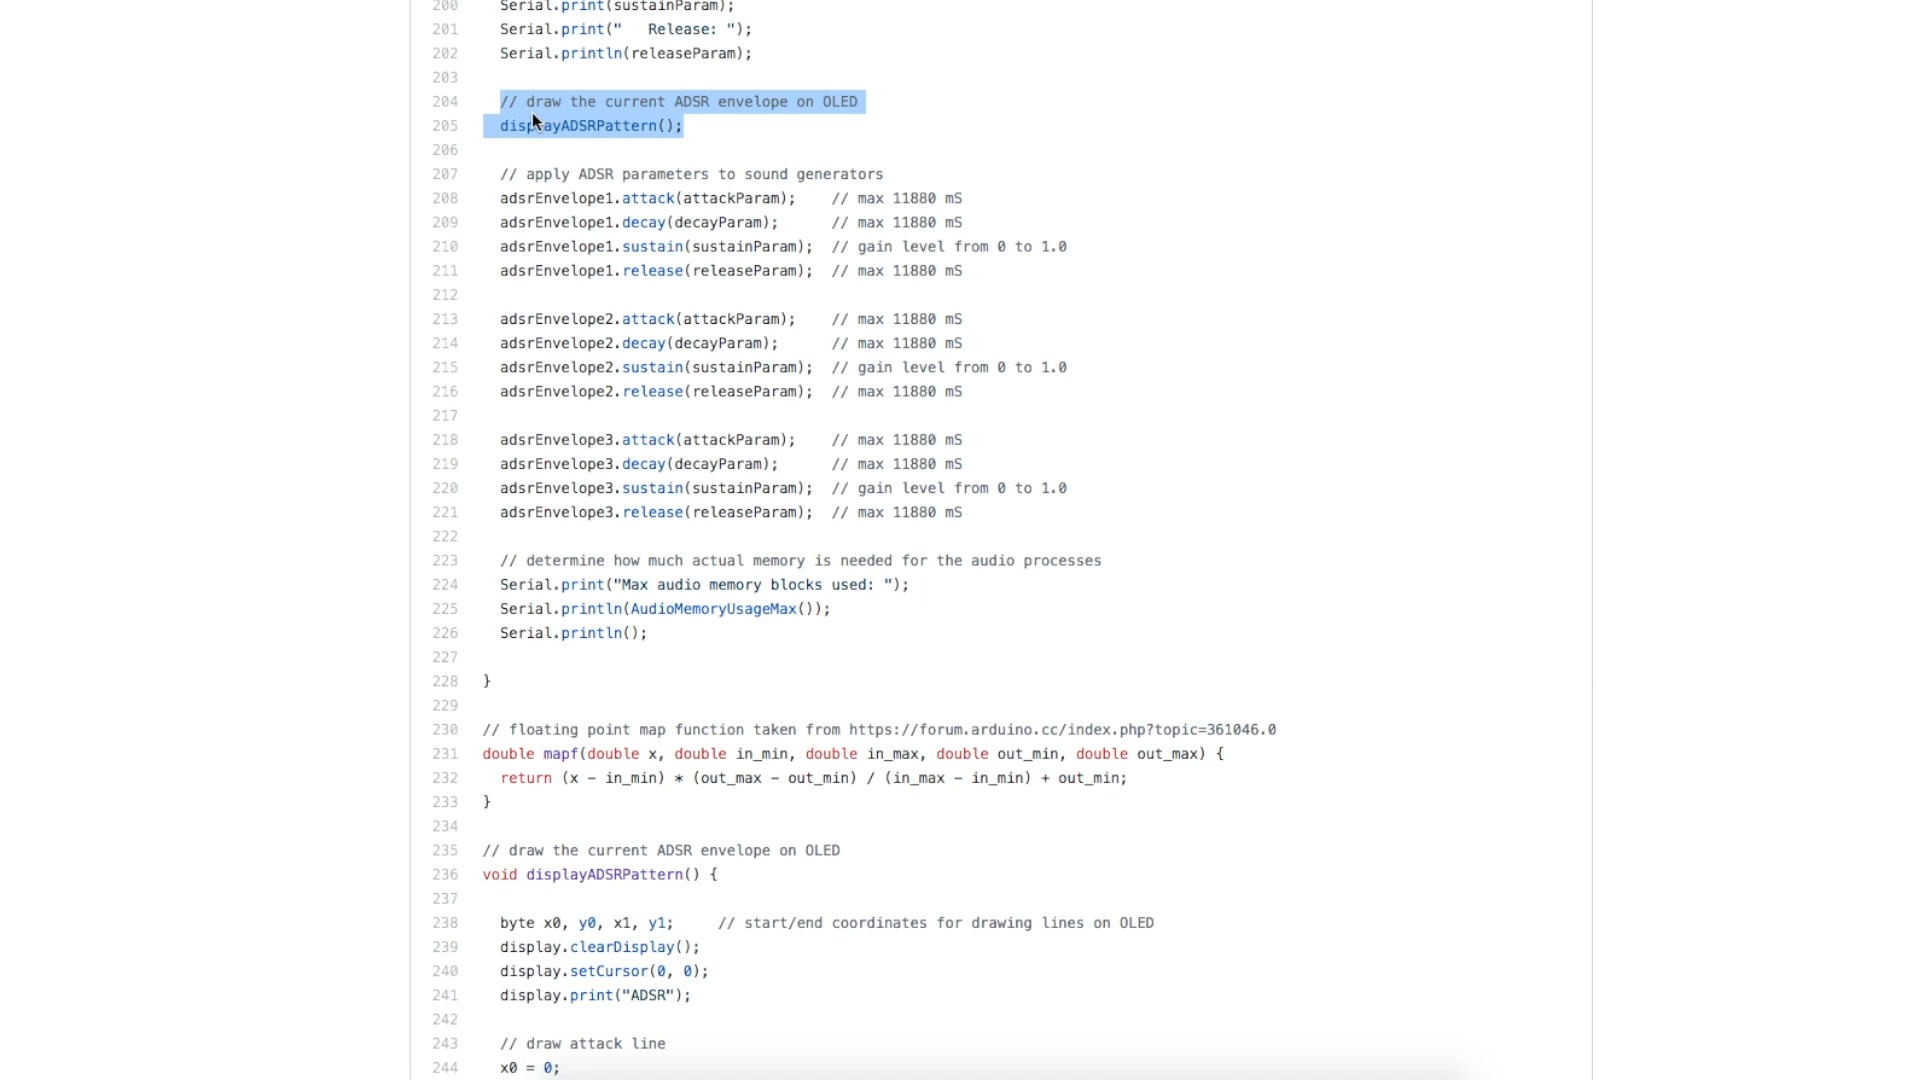 200 Serial.print(sustainParam);
201 Serial.print("   Release: ");
202 Serial.println(releaseParam);
203
204 // draw the current ADSR envelope on OLED
205 displayADSRPattern();
206
207 // apply ADSR parameters to sound generators
208 adsrEnvelope1.attack(attackParam);    // max 11880 mS
209 adsrEnvelope1.decay(decayParam);      // max 11880 mS
210 adsrEnvelope1.sustain(sustainParam);  // gain level from 0 to 1.0
211 adsrEnvelope1.release(releaseParam);  // max 11880 mS
212
213 adsrEnvelope2.attack(attackParam);    // max 11880 mS
214 adsrEnvelope2.decay(decayParam);      // max 11880 mS
215 adsrEnvelope2.sustain(sustainParam);  // gain level from 0 to 1.0
216 adsrEnvelope2.release(releaseParam);  // max 11880 mS
217
218 adsrEnvelope3.attack(attackParam);    // max 11880 mS
219 adsrEnvelope3.decay(decayParam);      // max 11880 mS
220 adsrEnvelope3.sustain(sustainParam);  // gain level from 0 to 1.0
221 adsrEnvelope3.release(releaseParam);  // max 11880 mS
222
223 // determine how much actual memory is needed for the audio processes
224 Serial.print("Max audio memory blocks used: ");
225 Serial.println(AudioMemoryUsageMax());
226 Serial.println();
227
228 }
229
230 // floating point map function taken from https://forum.arduino.cc/index.php?topic=361046.0
231 double mapf(double x, double in_min, double in_max, double out_min, double out_max) {
232 return (x - in_min) * (out_max - out_min) / (in_max - in_min) + out_min;
233 }
234
235 // draw the current ADSR envelope on OLED
236 void displayADSRPattern() {
237
238 byte x0, y0, x1, y1;     // start/end coordinates for drawing lines on OLED
239 display.clearDisplay();
240 display.setCursor(0, 0);
241 display.print("ADSR");
242
243 // draw attack line
244 x0 = 0;